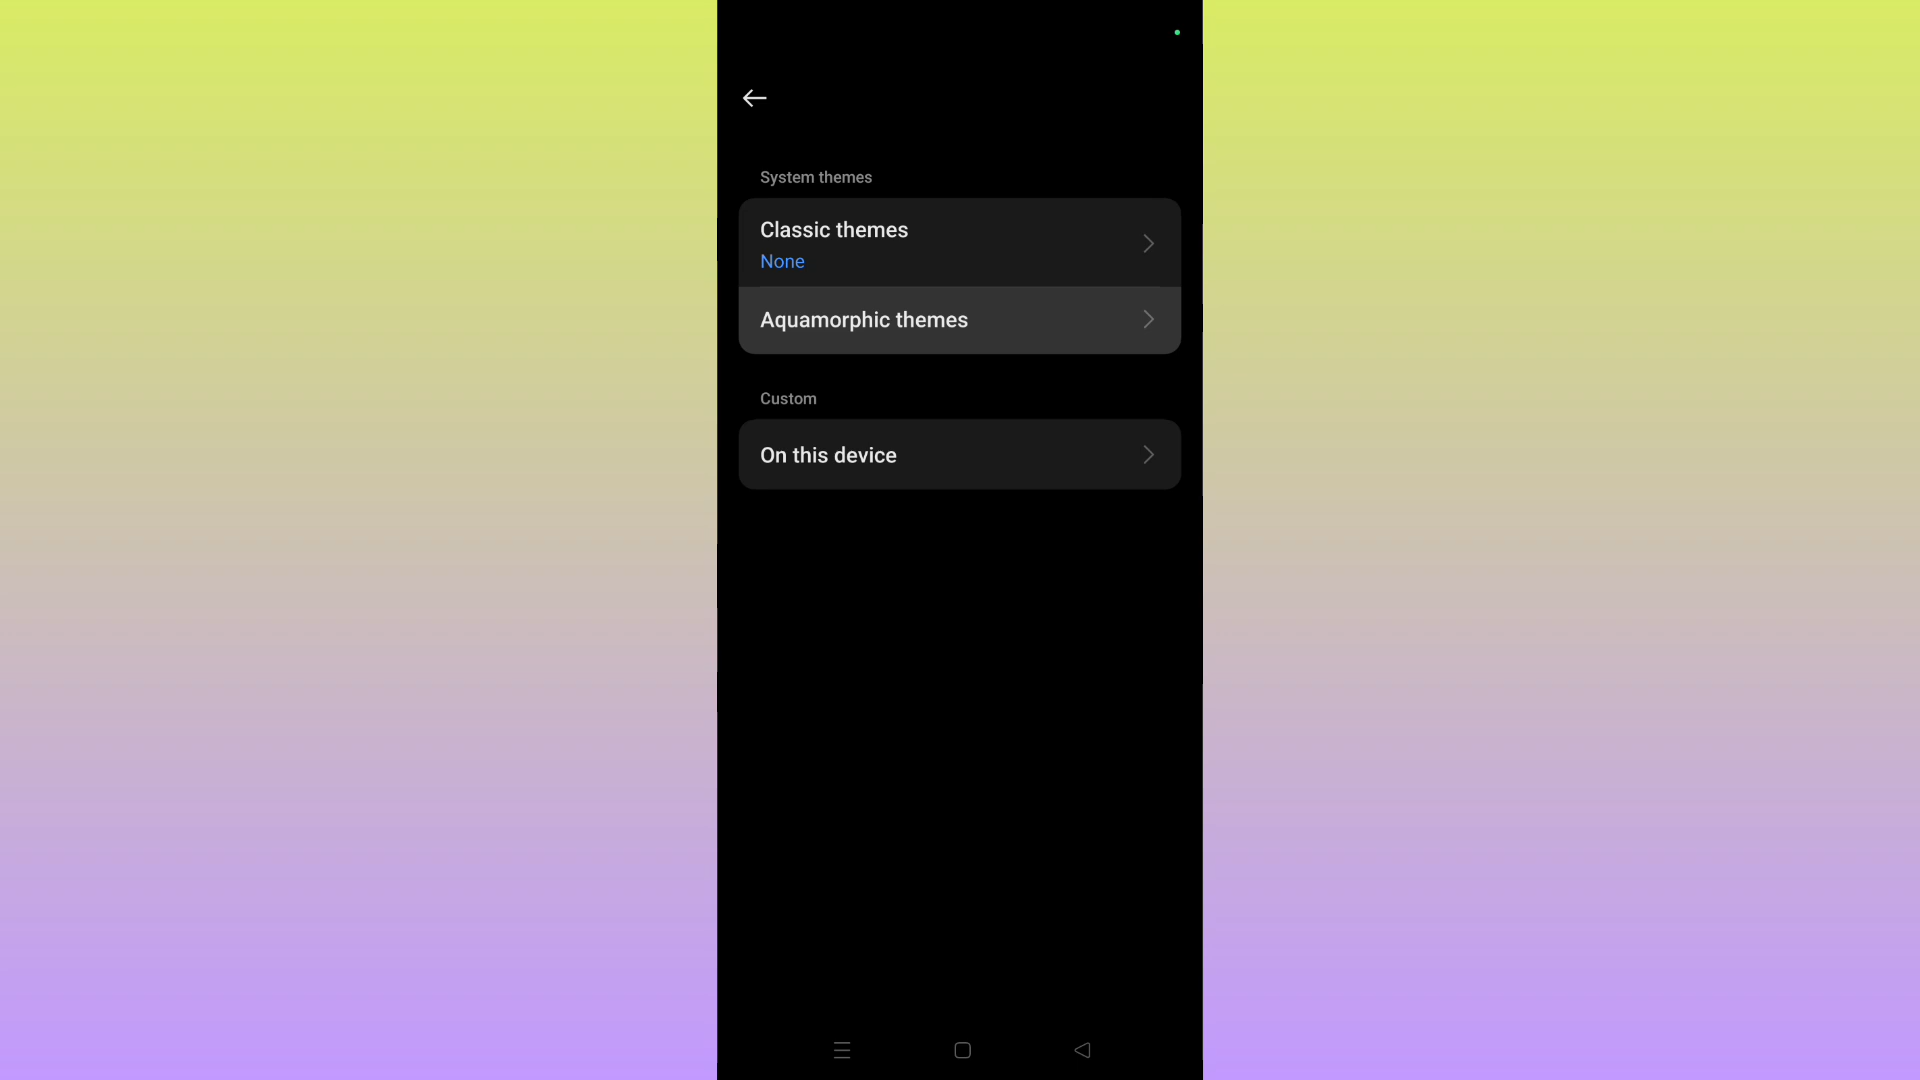 System themes
Classic themes
None
Aquamorphic themes
Custom
On this device